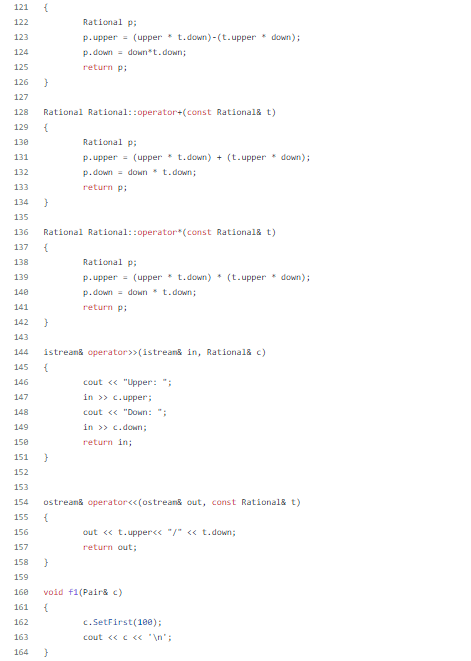 121 {
122 Rational p;
123 p.upper = (upper * t.down)-(t.upper * down);
124 p.down = down*t.down;
125 return p;
126 }
127
128 Rational Rational::operator+(const Rational& t)
129 {
130 Rational p;
131 p.upper = (upper * t.down) + (t.upper * down);
132 p.down = down * t.down;
133 return p;
134 }
135
136 Rational Rational::operator*(const Rational& t)
137 {
138 Rational p;
139 p.upper = (upper * t.down) * (t.upper * down);
140 p.down = down * t.down;
141 return p;
142 }
143
144 istream& operator>>(istream& in, Rational& c)
145 {
146 cout << "Upper: ";
147 in >> c.upper;
148 cout << "Down: ";
149 in >> c.down;
150 return in;
151 }
152
153
154 ostream& operator<<(ostream& out, const Rational& t)
155 {
156 out << t.upper<< "/" << t.down;
157 return out;
158 }
159
160 void f1(Pair& c)
161 {
162 c.SetFirst(100);
163 cout << c << '\n';
164 }